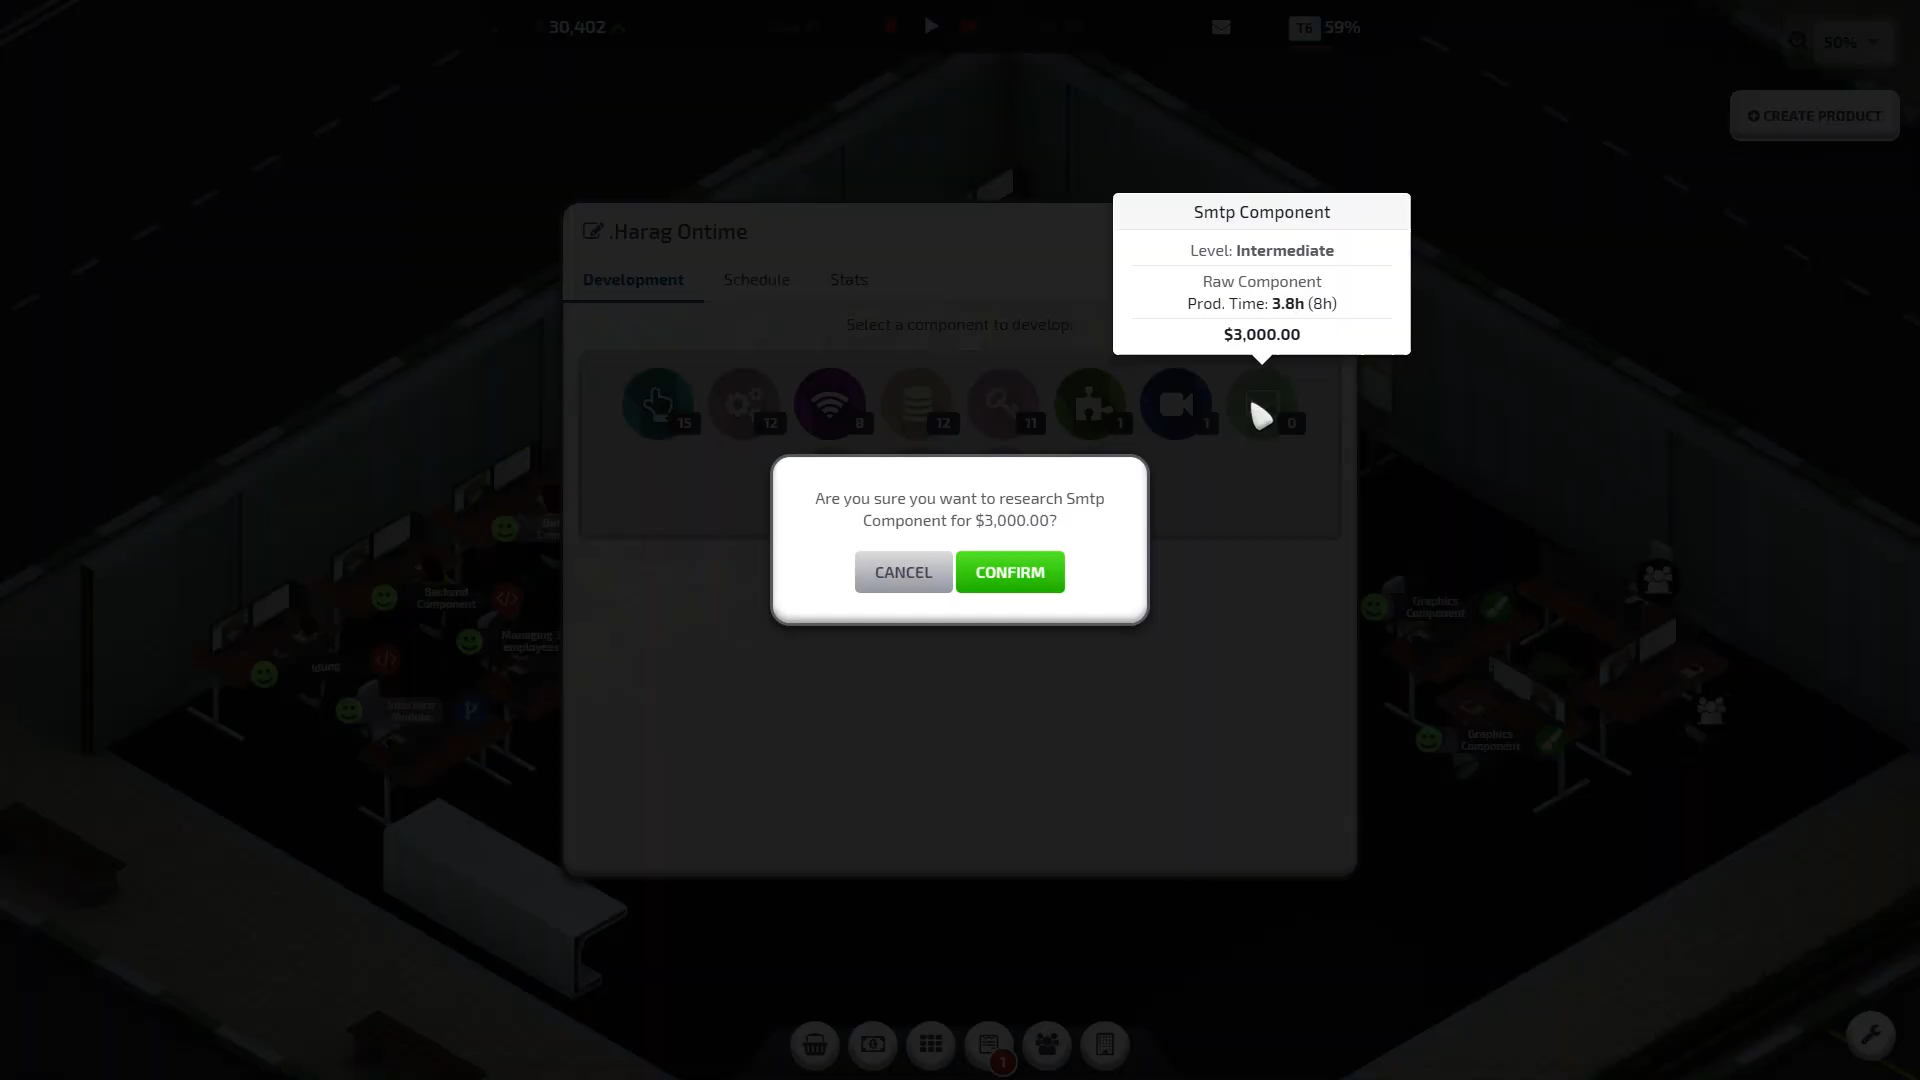 30,402
T6 59%
50%
CREATE PRODUCT
.Harag Ontime
Development Schedule Stats
Select a component to develop.
Smtp Component
Level: Intermediate
Raw Component
Prod. Time: 3.8h (8h)
$3,000.00
15 12 8 12 11 1 1 0
Are you sure you want to research Smtp
Component for $3,000.00?
CANCEL CONFIRM
Backend
Component
Managing
employees
Idling
Interface
Module
Graphics
Component
Graphics
Component
1